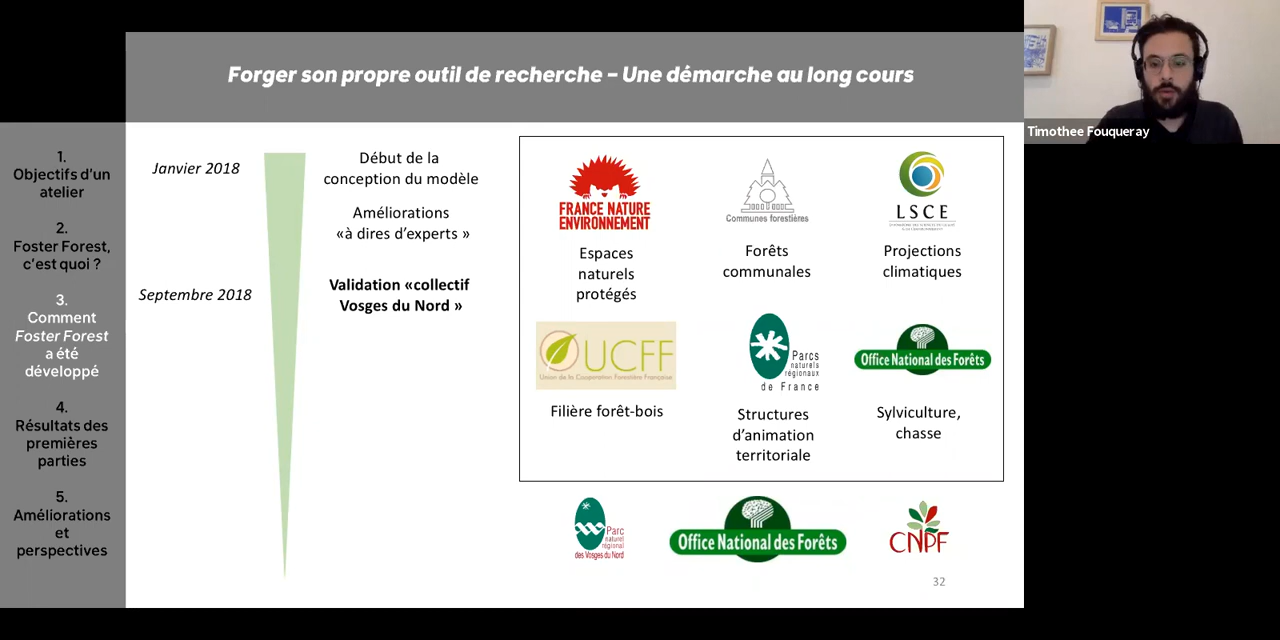 Forger son propre outil de recherche – Une démarche au long cours
Timothee Fouqueray
1.
Objectifs d'un
atelier
2.
Foster Forest,
c'est quoi ?
3.
Comment
Foster Forest
a été
développé
4.
Résultats des
premières
parties
5.
Améliorations
et
perspectives
Janvier 2018
Début de la
conception du modèle
Améliorations
«à dires d'experts »
Septembre 2018
Validation «collectif
Vosges du Nord »
FRANCE NATURE
ENVIRONNEMENT
Espaces
naturels
protégés
Communes forestières
Forêts
communales
LSCE
Projections
climatiques
UCFF
Union de la Coopération Forestière Française
Filière forêt-bois
Parcs
naturels
régionaux
de France
Structures
d'animation
territoriale
Office National des Forêts
Sylviculture,
chasse
Parc
naturel
régional
des Vosges du Nord
Office National des Forêts
CNPF
32